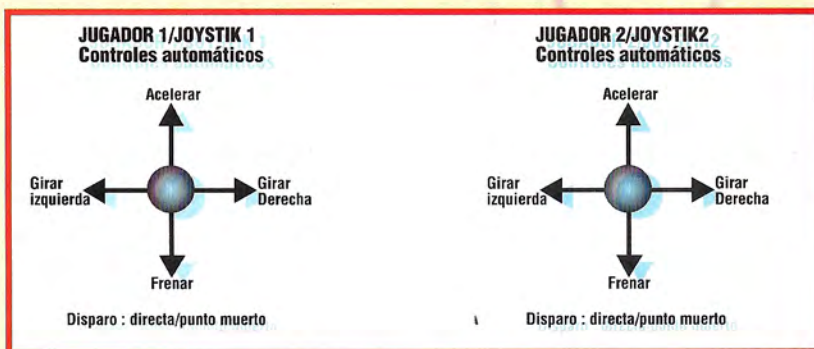 JUGADOR 1/JOYSTIK 1
Controles automáticos
Acelerar
Girar
izquierda
Girar
Derecha
Frenar
Disparo : directa/punto muerto
JUGADOR 2/JOYSTIK2
Controles automáticos
Acelerar
Girar
izquierda
Girar
Derecha
Frenar
Disparo : directa/punto muerto